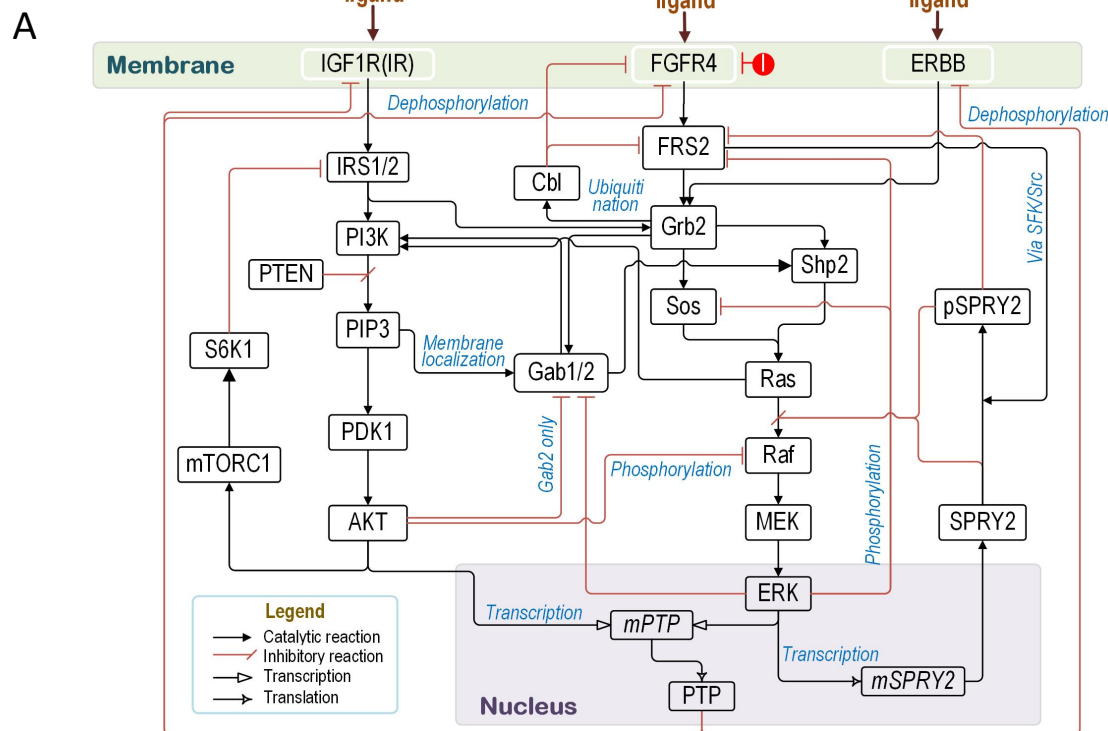 A
ligand
ligand
ligand
Membrane
IGF1R(IR)
FGFR4
ERBB
Dephosphorylation
Dephosphorylation
FRS2
IRS1/2
Cbl
Ubiquiti
nation
Via SFK/Src
Grb2
PI3K
Shp2
PTEN
Sos
pSPRY2
PIP3
S6K1
Membrane
localization
Gab1/2
Ras
PDK1
Gab2 only
mTORC1
Phosphorylation
Raf
Phosphorylation
AKT
MEK
SPRY2
ERK
Legend
Catalytic reaction
Inhibitory reaction
Transcription
Translation
Transcription
mPTP
Transcription
mSPRY2
PTP
Nucleus